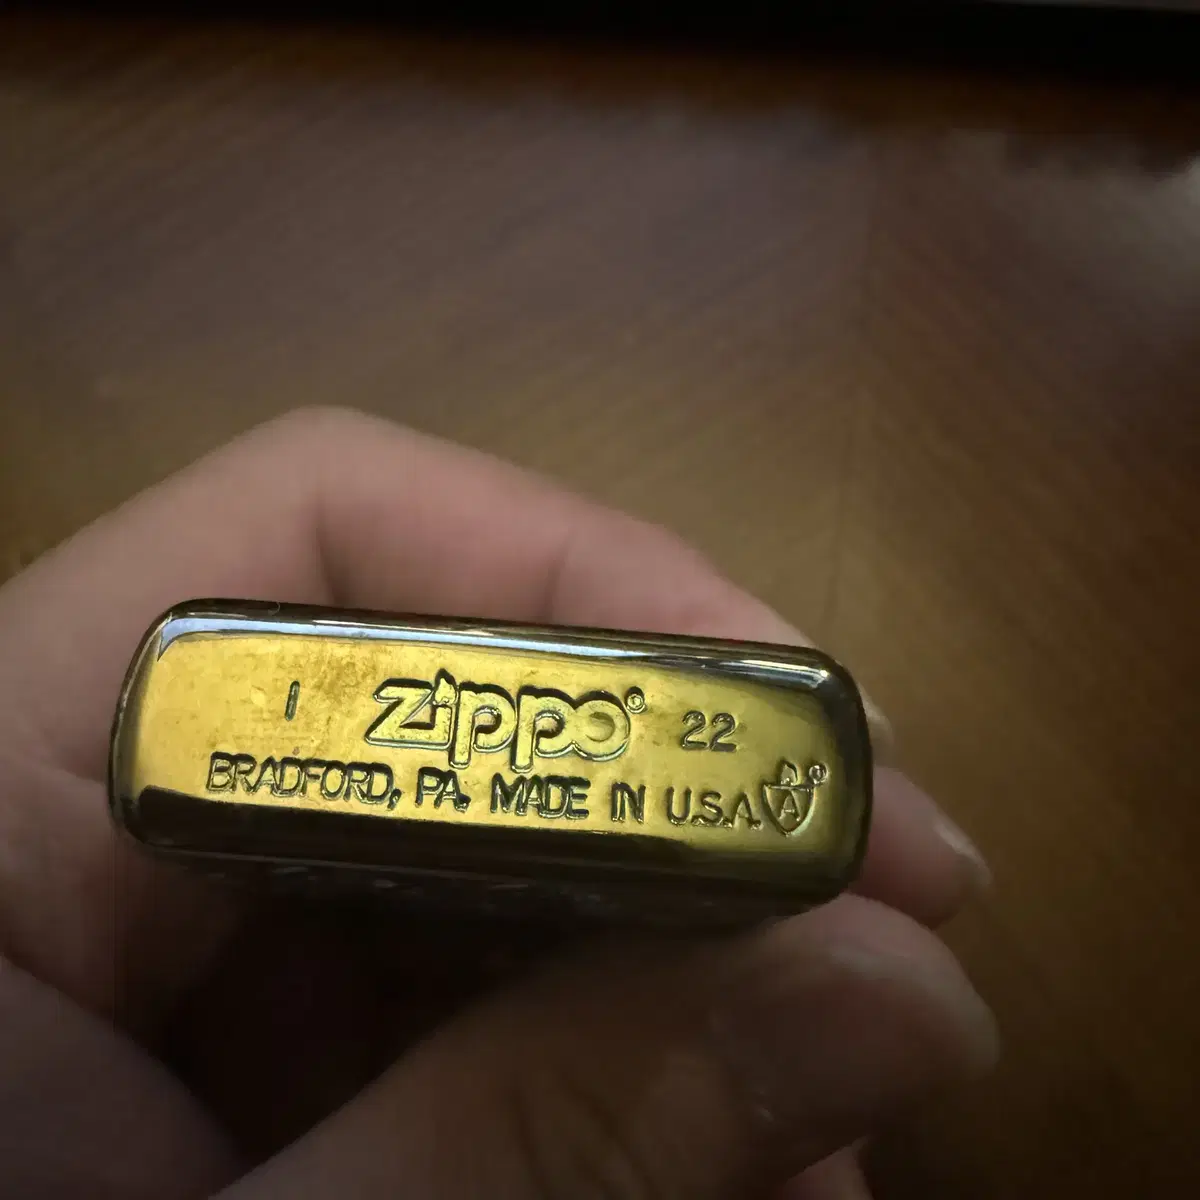 I zippo® 22
BRADFORD, PA. MADE IN U.S.A. A®